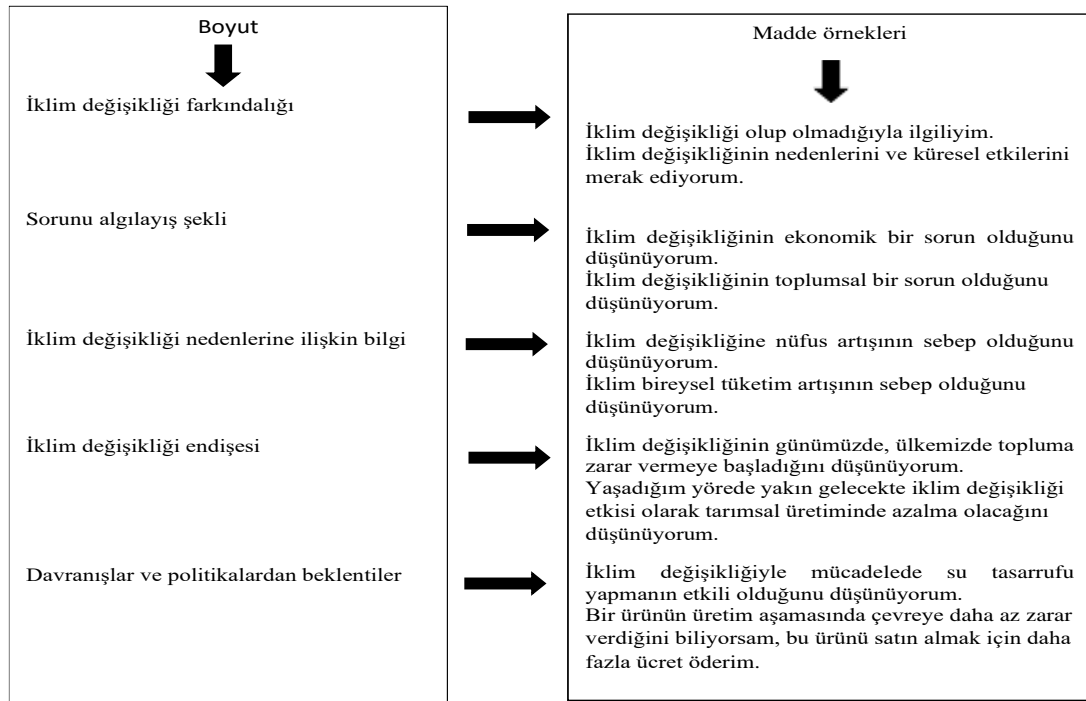 Boyut
İklim değişikliği farkındalığı
Sorunu algılayış şekli
İklim değişikliği nedenlerine ilişkin bilgi
İklim değişikliği endişesi
Davranışlar ve politikalardan beklentiler
Madde örnekleri
İklim değişikliği olup olmadığıyla ilgiliyim.
İklim değişikliğinin nedenlerini ve küresel etkilerini
merak ediyorum.
İklim değişikliğinin ekonomik bir sorun olduğunu
düşünüyorum.
İklim değişikliğinin toplumsal bir sorun olduğunu
düşünüyorum.
İklim değişikliğine nüfus artışının sebep olduğunu
düşünüyorum.
İklim bireysel tüketim artışının sebep olduğunu
düşünüyorum.
İklim değişikliğinin günümüzde, ülkemizde topluma
zarar vermeye başladığını düşünüyorum.
Yaşadığım yörede yakın gelecekte iklim değişikliği
etkisi olarak tarımsal üretiminde azalma olacağını
düşünüyorum.
İklim değişikliğiyle mücadelede su tasarrufu
yapmanın etkili olduğunu düşünüyorum.
Bir ürünün üretim aşamasında çevreye daha az zarar
verdiğini biliyorsam, bu ürünü satın almak için daha
fazla ücret öderim.